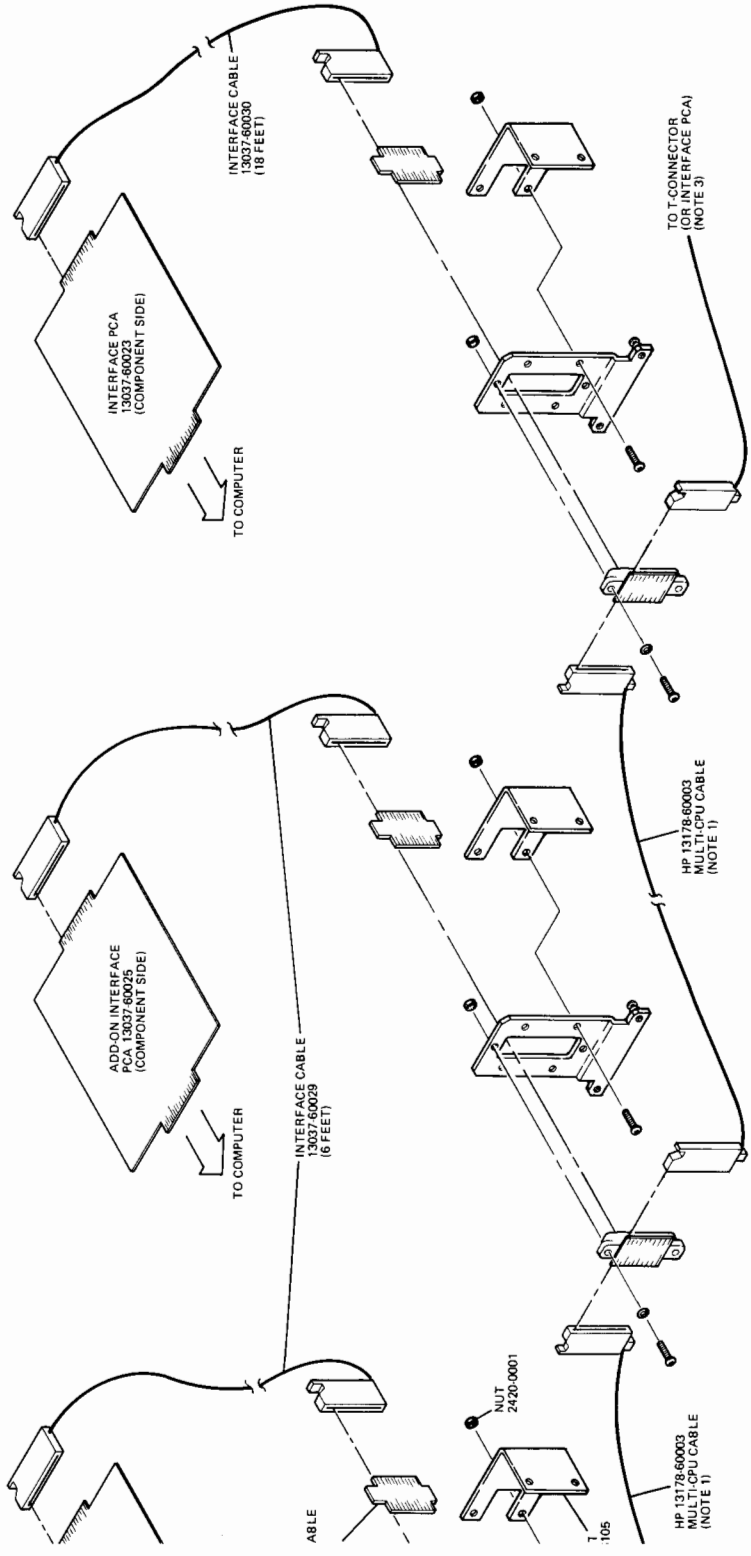 INTERFACE CABLE
13037-60030
(18 FEET)
INTERFACE PCA
13037-60023
(COMPONENT SIDE)
TO COMPUTER
TO T-CONNECTOR
(OR INTERFACE PCA)
(NOTE 3)
ADD-ON INTERFACE
PCA 13037-60025
(COMPONENT SIDE)
TO COMPUTER
INTERFACE CABLE
13037-60029
(6 FEET)
HP 13178-60003
MULTI-CPU CABLE
(NOTE 1)
NUT
2420-0001
ABLE
T
105
HP 13178-60003
MULTI-CPU CABLE
(NOTE 1)